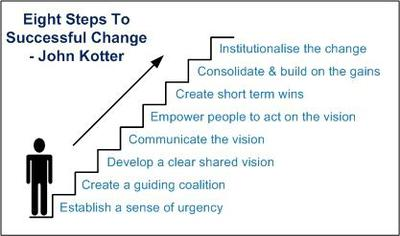 Eight Steps To
Successful Change
- John Kotter
Institutionalise the change
Consolidate & build on the gains
Create short term wins
Empower people to act on the vision
Communicate the vision
Develop a clear shared vision
Create a guiding coalition
Establish a sense of urgency